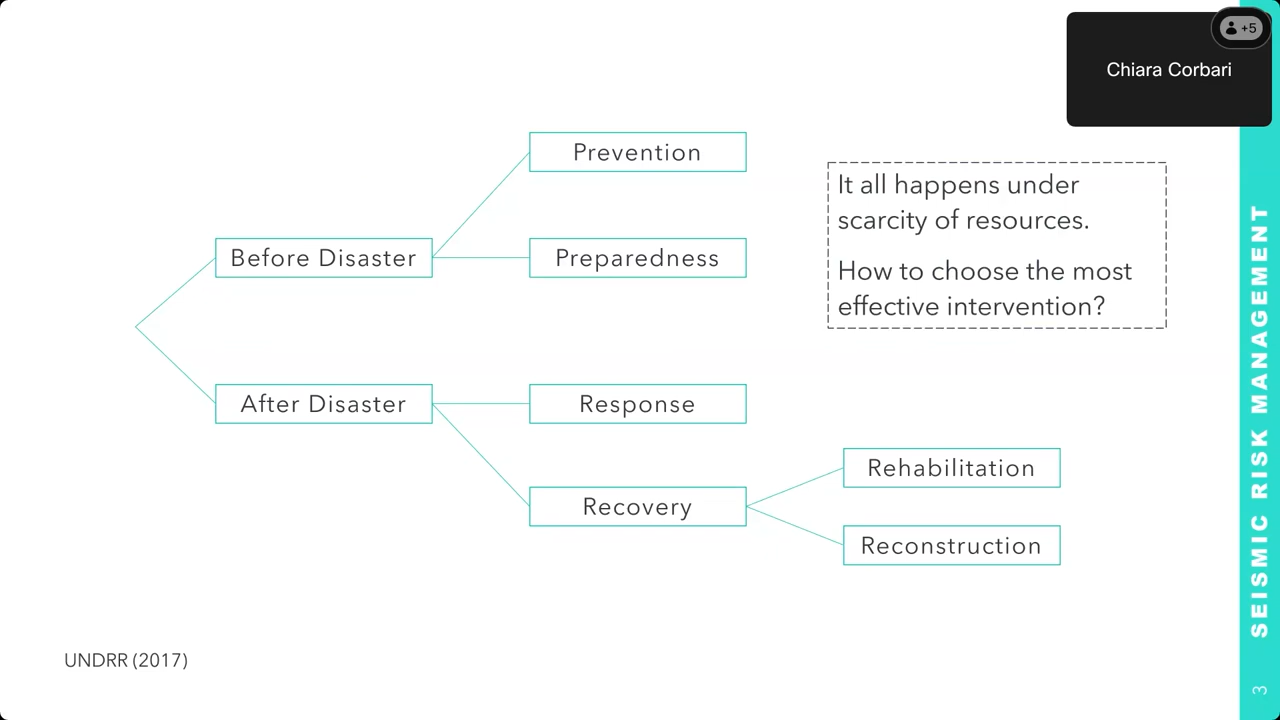 +5
Chiara Corbari
Prevention
It all happens under
scarcity of resources.
How to choose the most
effective intervention?
Before Disaster
Preparedness
After Disaster
Response
Rehabilitation
Recovery
Reconstruction
UNDRR (2017)
SEISMIC RISK MANAGEMENT
3